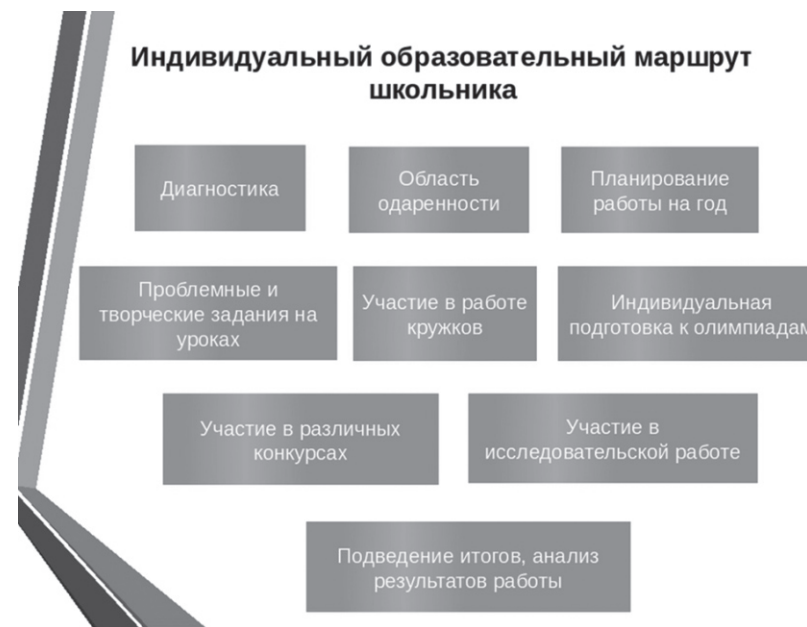 Индивидуальный образовательный маршрут
школьника
Диагностика
Область
одаренности
Планирование
работы на год
Проблемные и
творческие задания на
уроках
Участие в работе
кружков
Индивидуальная
подготовка к олимпиадам
Участие в различных
конкурсах
Участие в
исследовательской работе
Подведение итогов, анализ
результатов работы